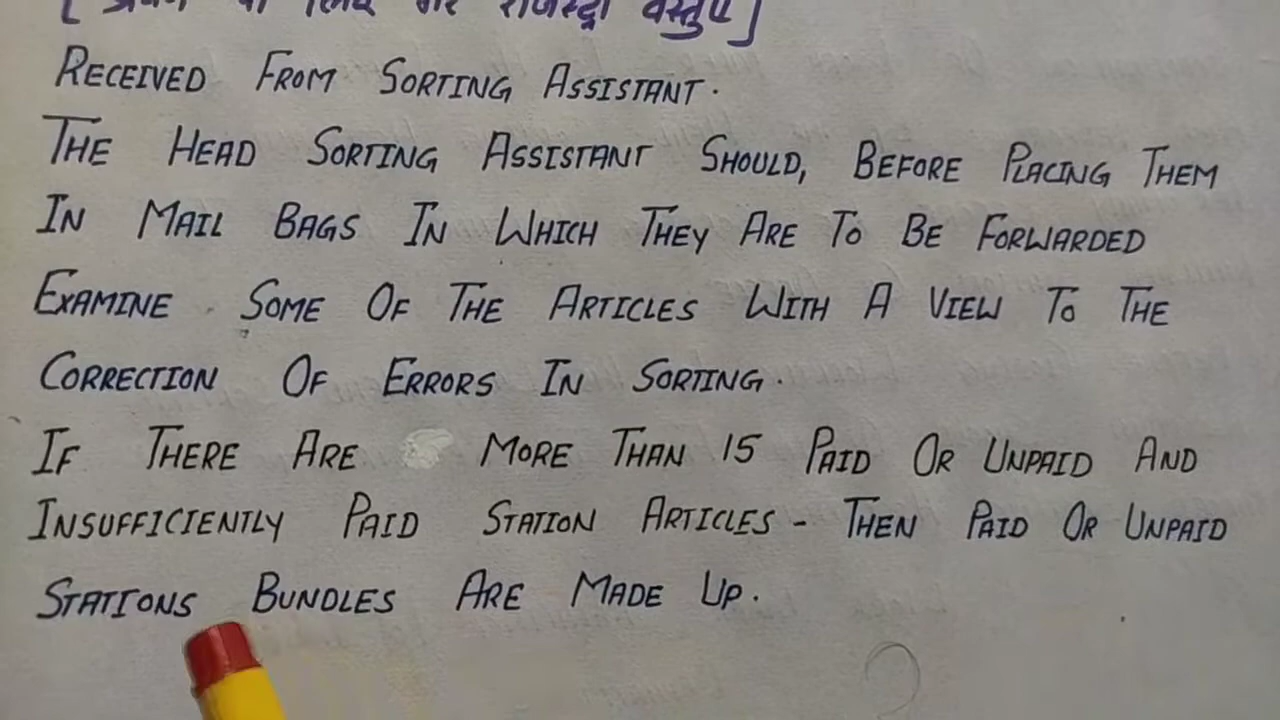 लिए गैर राजिस्ट्री वस्तुएं]
RECEIVED FROM SORTING ASSISTANT.
THE HEAD SORTING ASSISTANT SHOULD, BEFORE PLACING THEM
IN MAIL BAGS IN WHICH THEY ARE TO BE FORWARDED
EXAMINE SOME OF THE ARTICLES WITH A VIEW TO THE
CORRECTION OF ERRORS IN SORTING.
IF THERE ARE MORE THAN 15 PAID OR UNPAID AND
INSUFFICIENTLY PAID STATION ARTICLES - THEN PAID OR UNPAID
STATIONS BUNDLES ARE MADE UP.